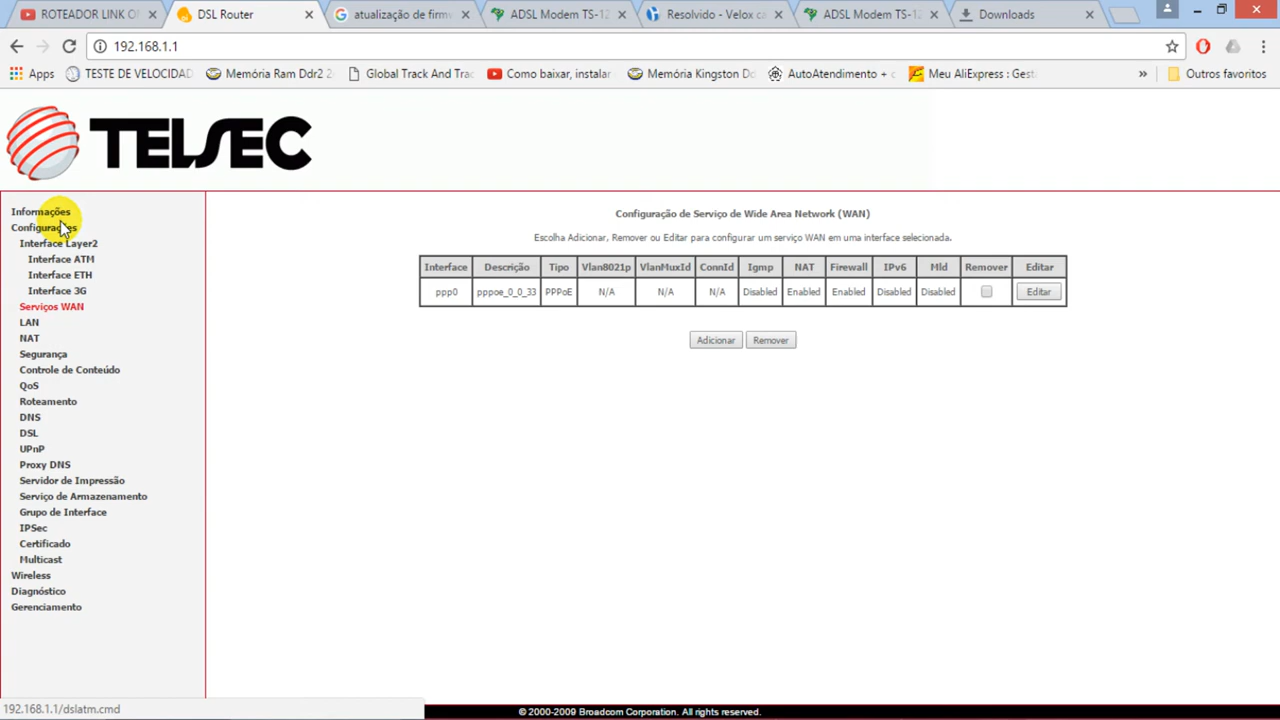 ROTEADOR LINK O
DSL Router
atualização de firm
ADSL Modem TS-12
Resolvido - Velox ca
ADSL Modem TS-12
Downloads
192.168.1.1
Apps
TESTE DE VELOCIDAD
Memória Ram Ddr2 2
Global Track And Tra
Como baixar, instalar
Memória Kingston D
AutoAtendimento +
Meu AliExpress : Gest
»
Outros favoritos
TELSEC
Informações
Configurações
Interface Layer2
Interface ATM
Interface ETH
Interface 3G
Serviços WAN
LAN
NAT
Segurança
Controle de Conteúdo
QoS
Roteamento
DNS
DSL
UPnP
Proxy DNS
Servidor de Impressão
Serviço de Armazenamento
Grupo de Interface
IPSec
Certificado
Multicast
Wireless
Diagnóstico
Gerenciamento
Configuração de Serviço de Wide Area Network (WAN)
Escolha Adicionar, Remover ou Editar para configurar um serviço WAN em uma interface selecionada.
Interface Descrição Tipo Vlan8021p VlanMuxId ConnId Igmp NAT Firewall IPv6 Mld Remover Editar
ppp0 pppoe_0_0_33 PPPoE N/A N/A N/A Disabled Enabled Enabled Disabled Disabled Editar
Adicionar Remover
192.168.1.1/dslatm.cmd
© 2000-2009 Broadcom Corporation. All rights reserved.